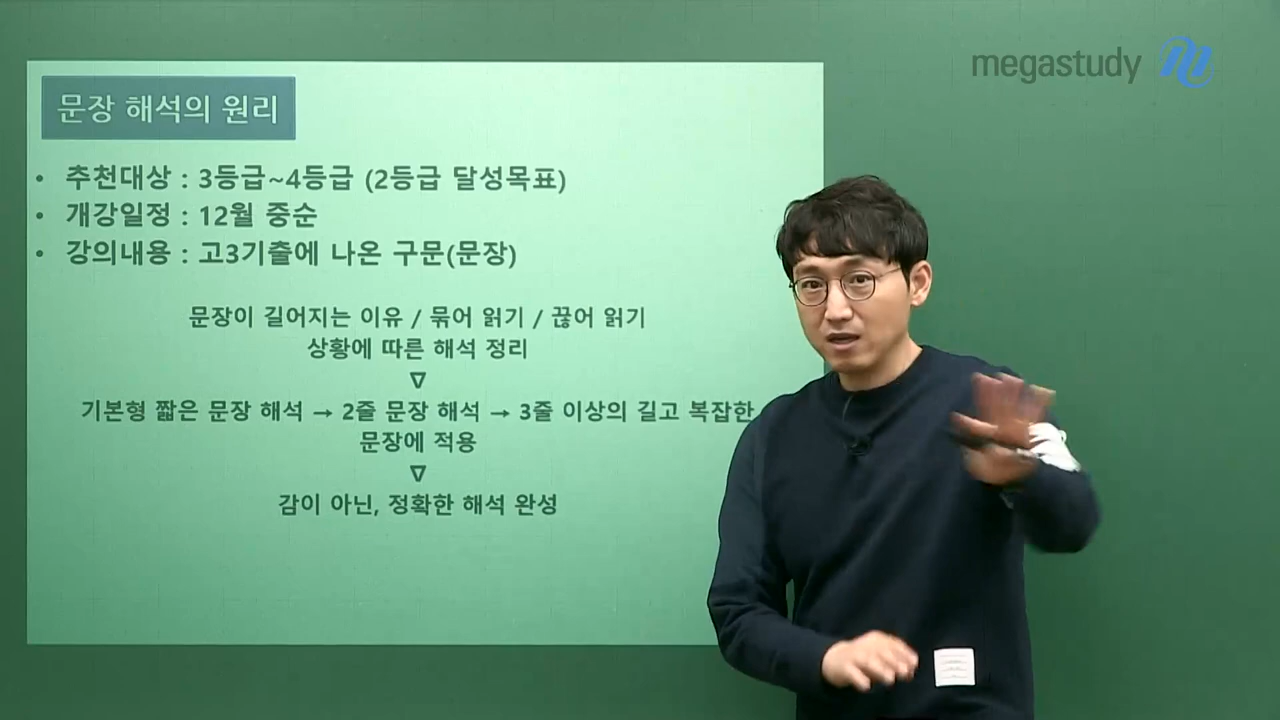 megastudy
문장 해석의 원리
• 추천대상 : 3등급~4등급 (2등급 달성목표)
• 개강일정 : 12월 중순
• 강의내용 : 고3기출에 나온 구문(문장)
문장이 길어지는 이유 / 묶어 읽기 / 끊어 읽기
상황에 따른 해석 정리
∇
기본형 짧은 문장 해석 → 2줄 문장 해석 → 3줄 이상의 길고 복잡한
문장에 적용
∇
감이 아닌, 정확한 해석 완성